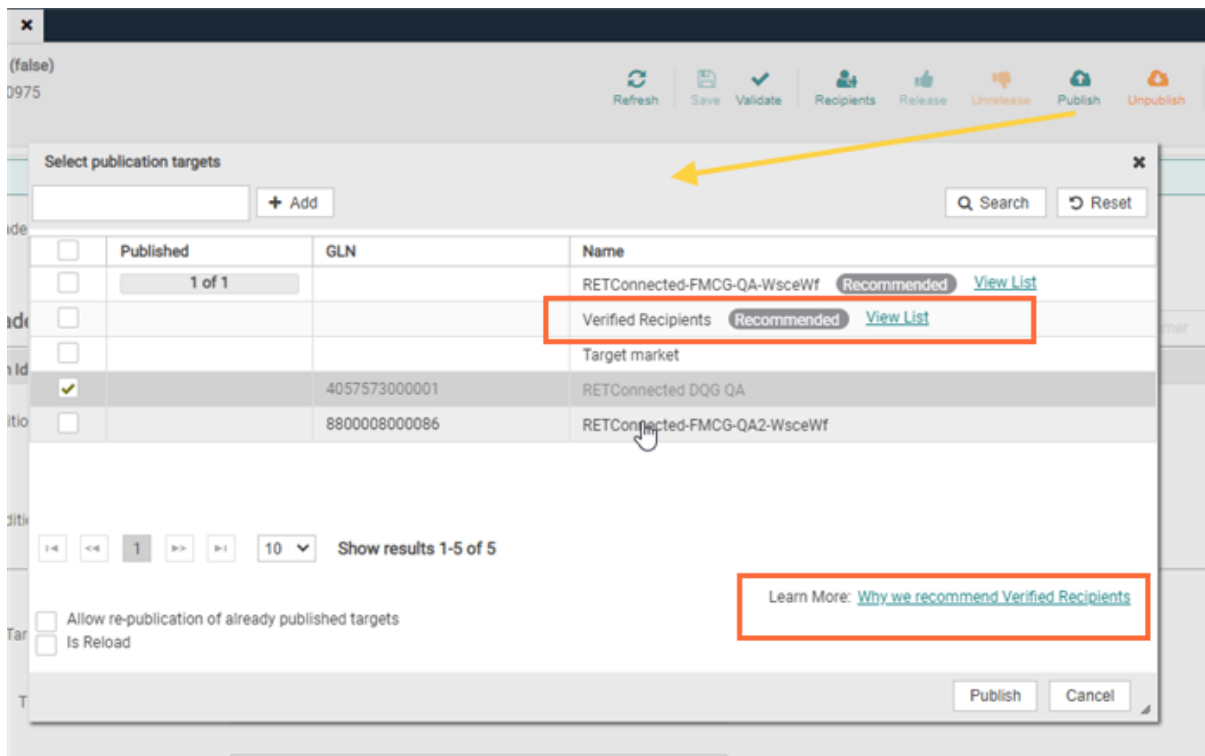 (false)
0975
Refresh Save Validate Recipients Release Unrelease Publish Unpublish
Select publication targets
+ Add Search Reset
Published GLN Name
1 of 1 RETConnected-FMCG-QA-WsceWf Recommended View List
Verified Recipients Recommended View List
Target market
4057573000001 RETConnected DQG QA
8800008000086 RETConnected-FMCG-QA2-WsceWf
1 10 Show results 1-5 of 5
Learn More: Why we recommend Verified Recipients
Allow re-publication of already published targets
Is Reload
Publish Cancel